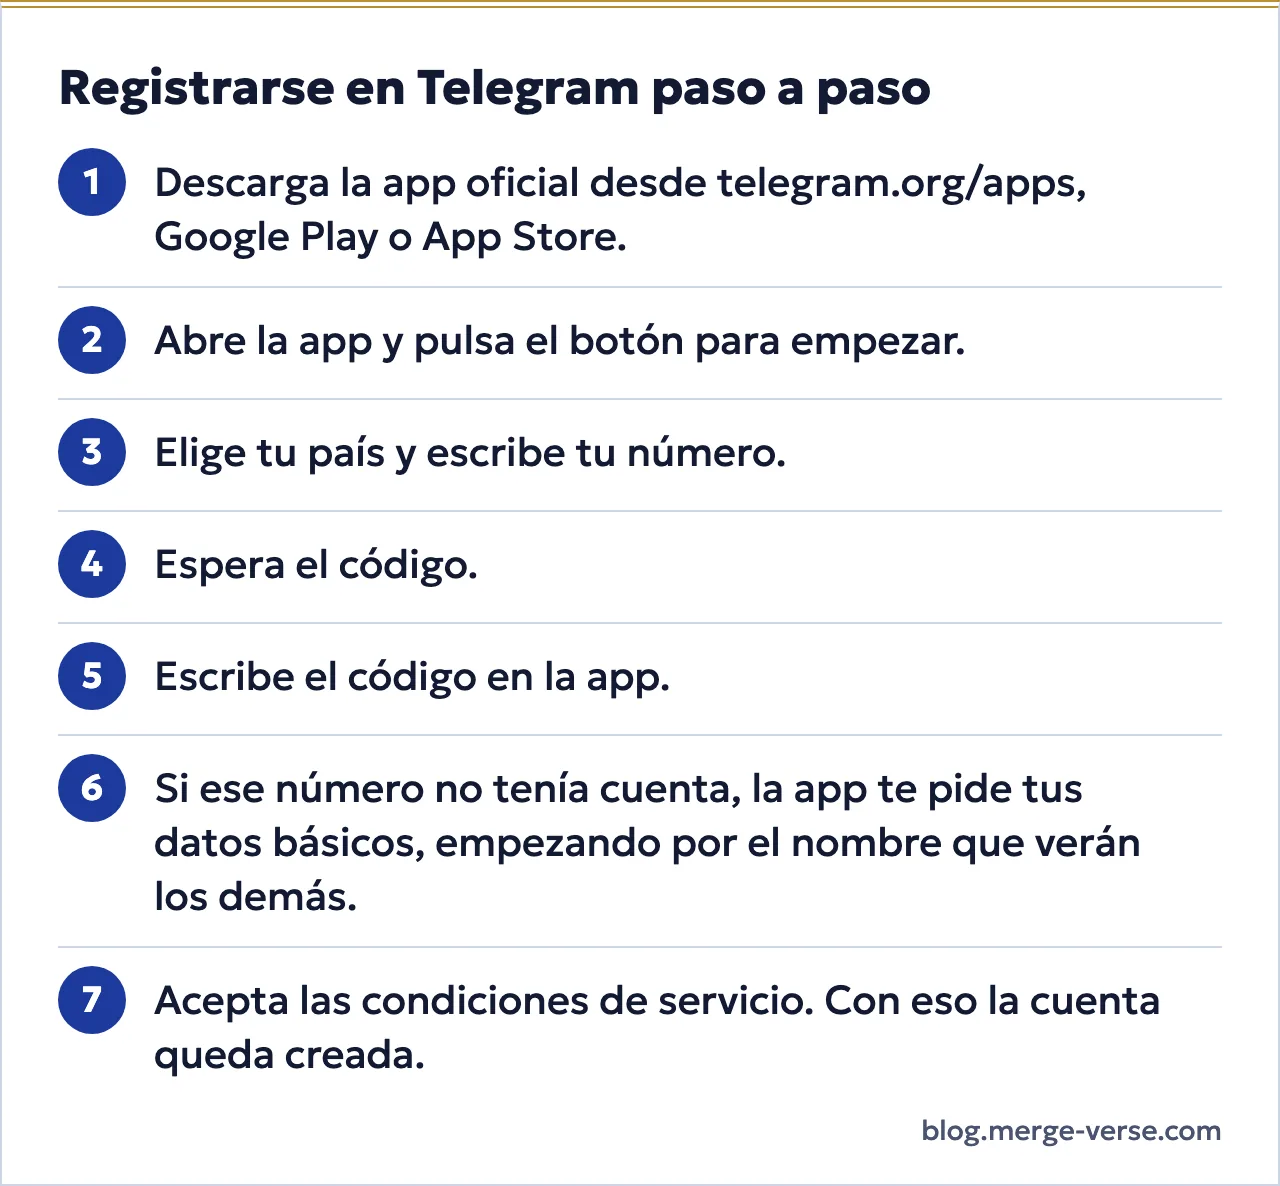 Registrarse en Telegram paso a paso
1 Descarga la app oficial desde telegram.org/apps,
Google Play o App Store.
2 Abre la app y pulsa el botón para empezar.
3 Elige tu país y escribe tu número.
4 Espera el código.
5 Escribe el código en la app.
6 Si ese número no tenía cuenta, la app te pide tus
datos básicos, empezando por el nombre que verán
los demás.
7 Acepta las condiciones de servicio. Con eso la cuenta
queda creada.
blog.merge-verse.com